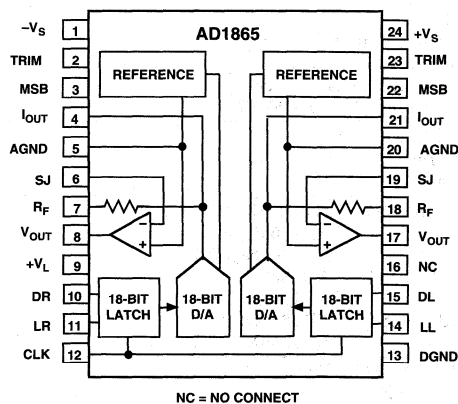 AD1865
-VS 1
TRIM 2
MSB 3
IOUT 4
AGND 5
SJ 6
RF 7
VOUT 8
+VL 9
DR 10
LR 11
CLK 12
24 +VS
23 TRIM
22 MSB
21 IOUT
20 AGND
19 SJ
18 RF
17 VOUT
16 NC
15 DL
14 LL
13 DGND
REFERENCE
REFERENCE
−
+
−
+
18-BIT
LATCH
18-BIT
D/A
18-BIT
D/A
18-BIT
LATCH
NC = NO CONNECT